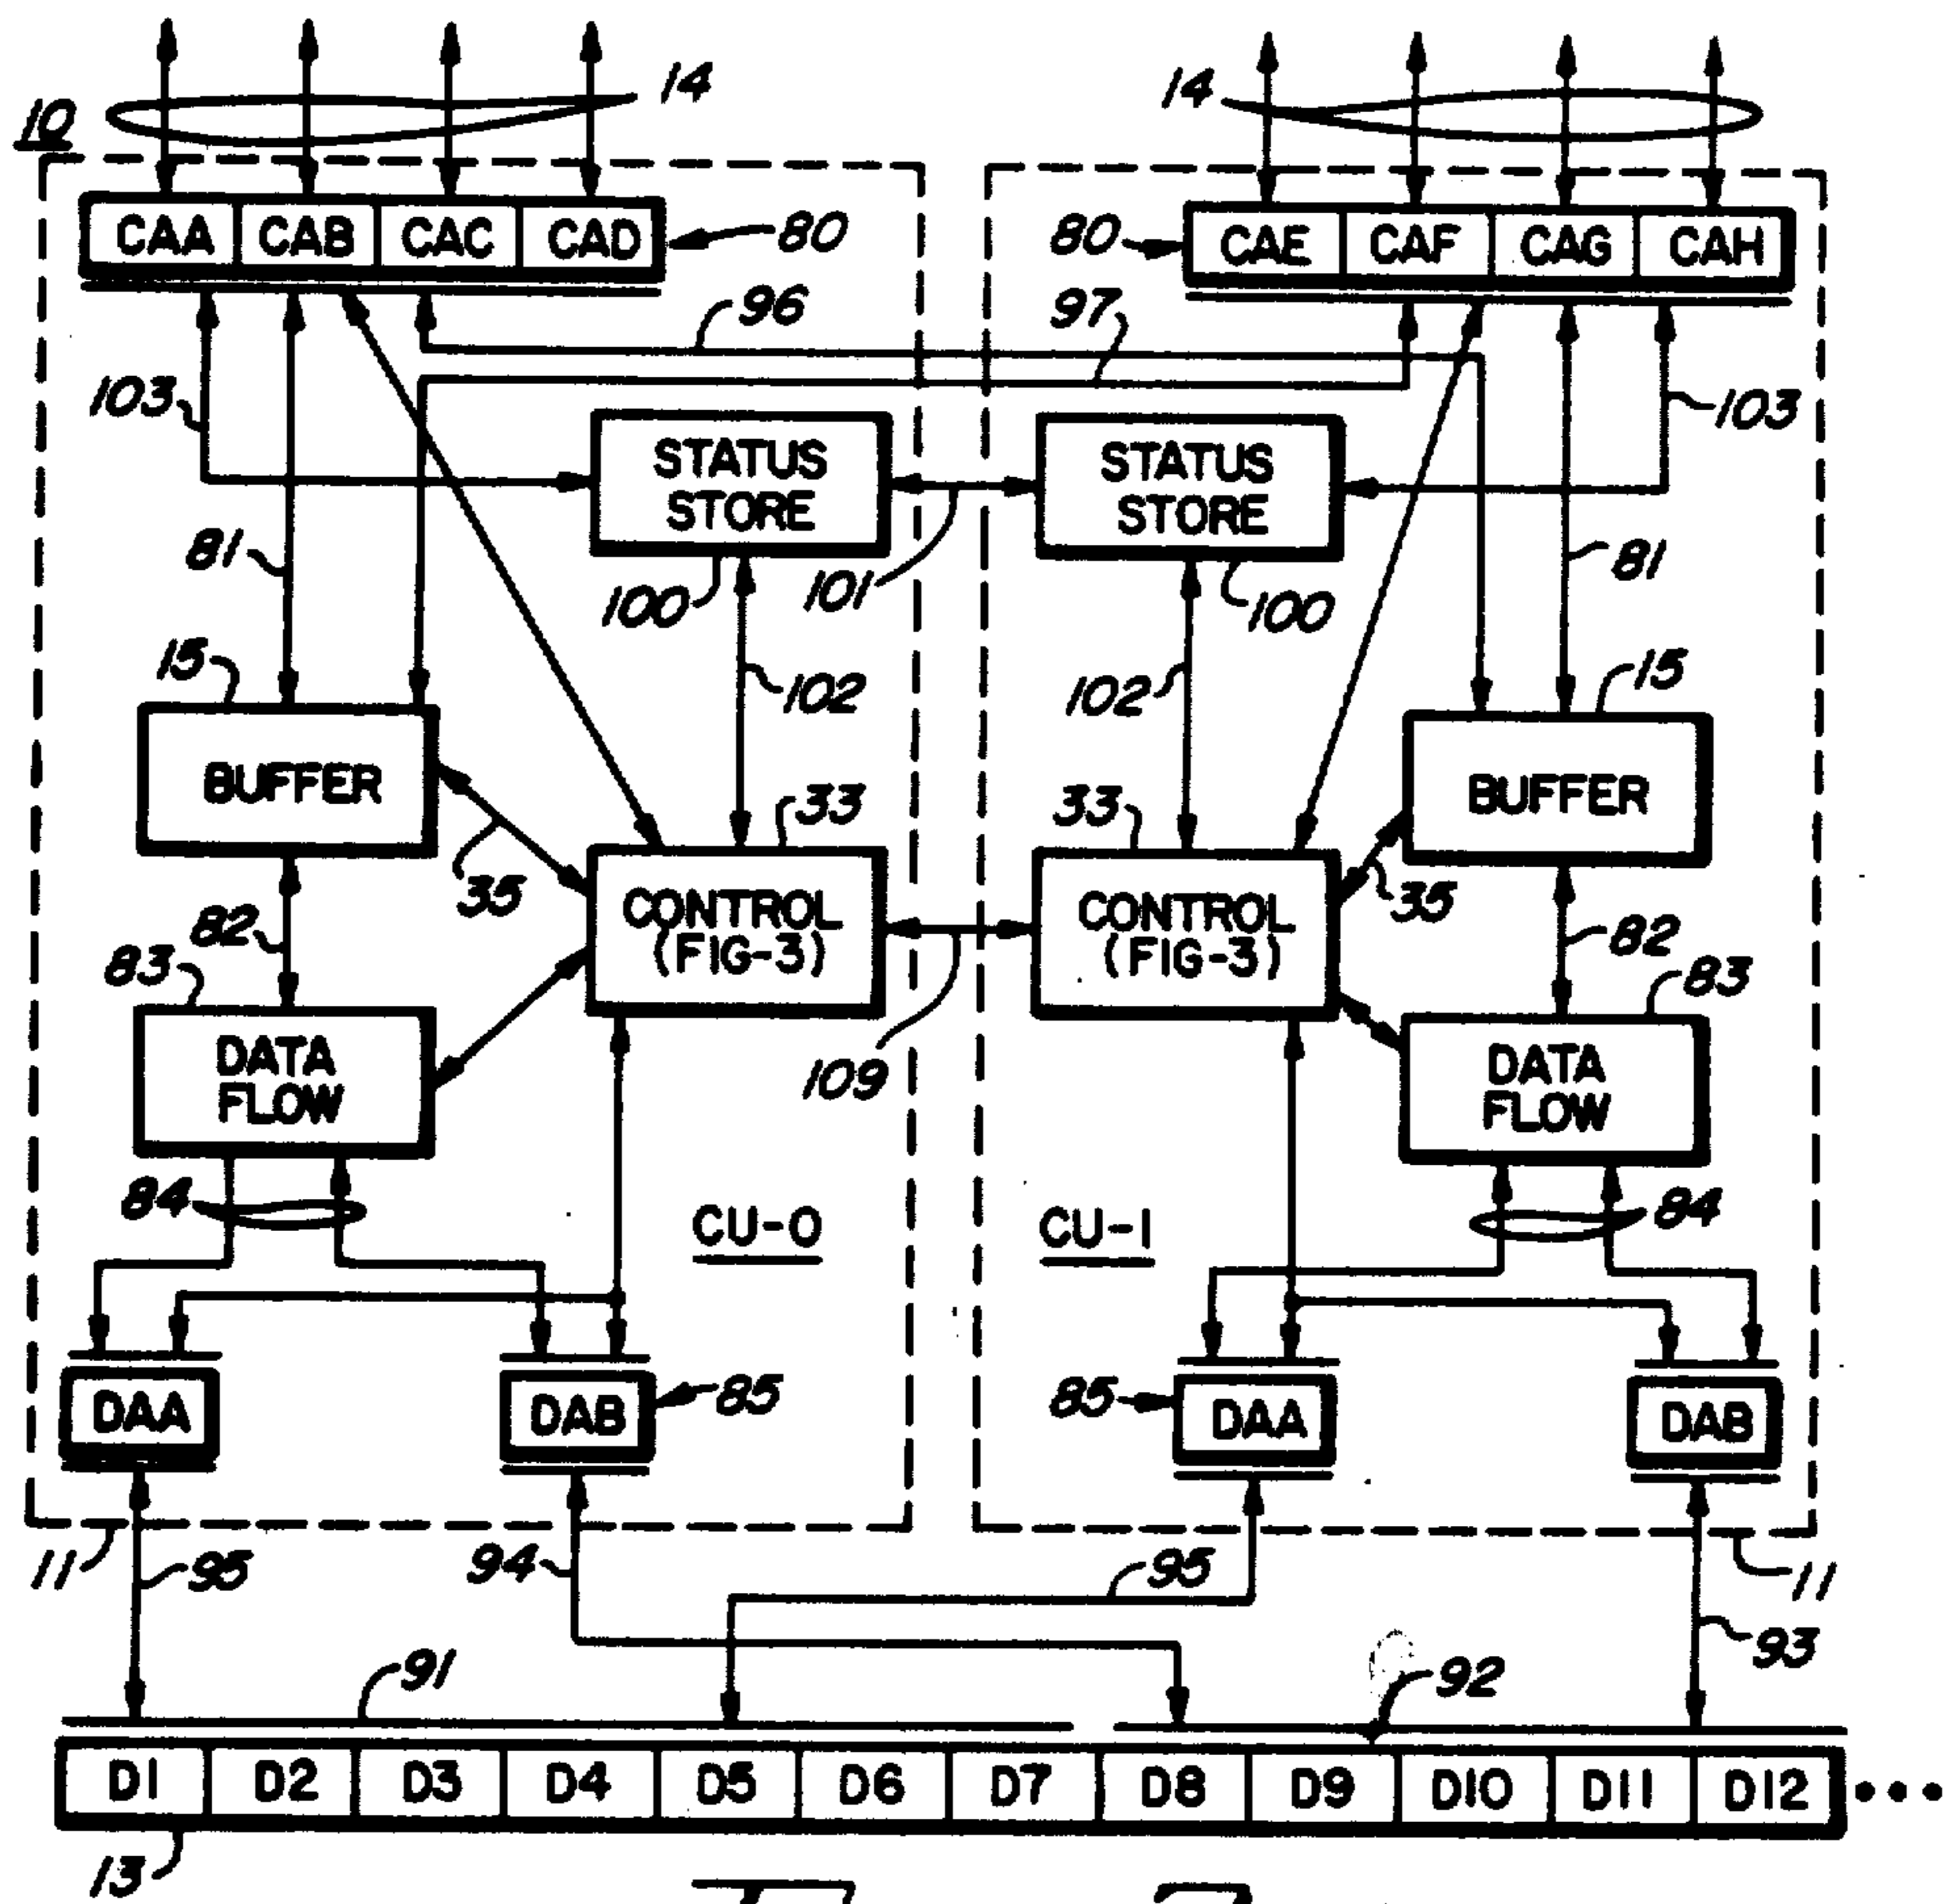 14
14
10
CAA CAB CAC CAD
80
80
CAE CAF CAG CAH
96
97
103
103
STATUS
STORE
STATUS
STORE
81
81
100
101
100
15
102
102
15
BUFFER
33
33
BUFFER
35
35
CONTROL
(FIG-3)
CONTROL
(FIG-3)
82
82
83
83
109
DATA
FLOW
DATA
FLOW
84
84
CU-0
CU-1
DAA
DAB
85
85
DAA
DAB
11
95
94
95
11
93
91
92
D1 D2 D3 D4 D5 D6 D7 D8 D9 D10 D11 D12 •••
13